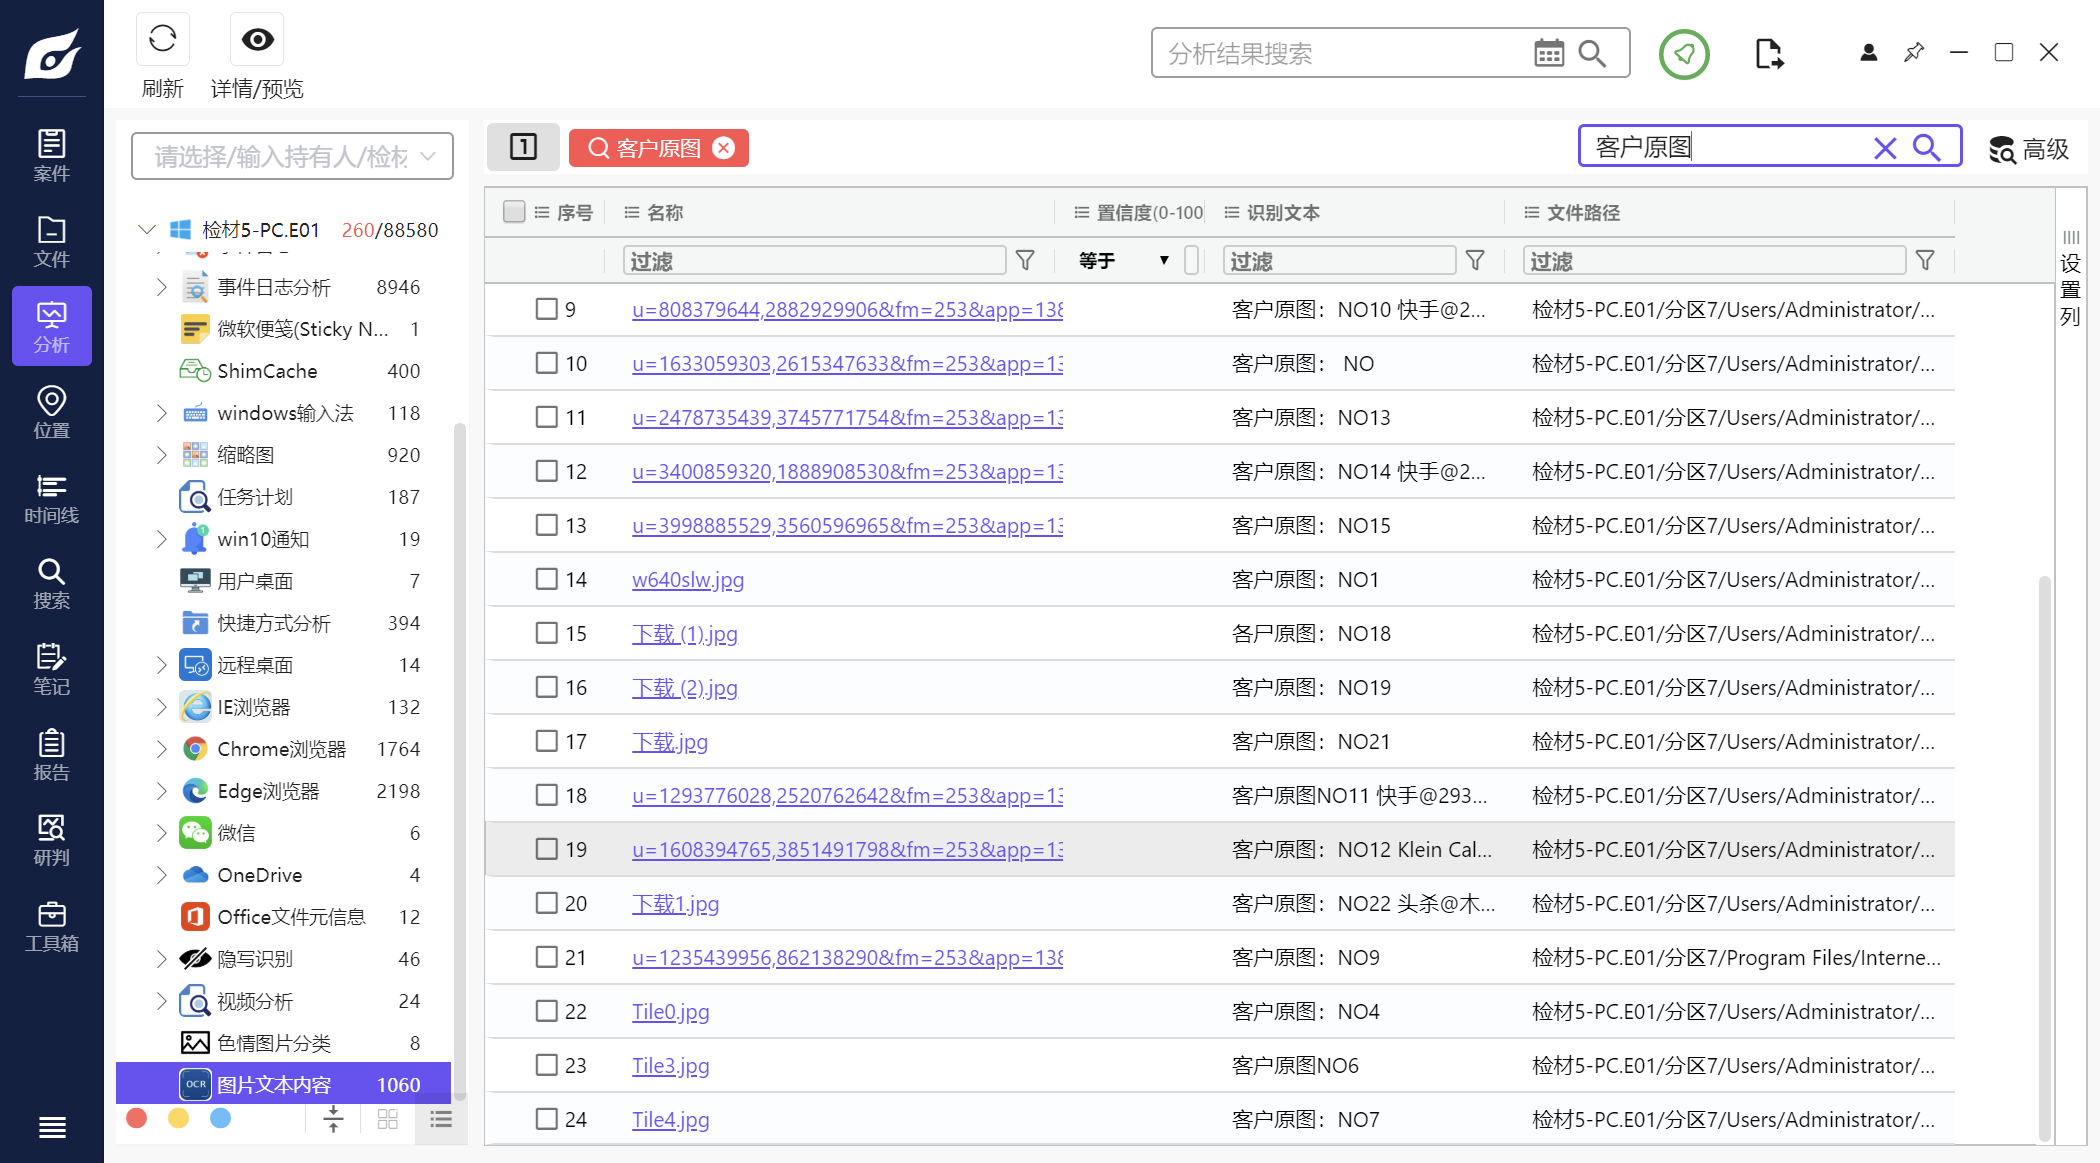 刷新
详情/预览
分析结果搜索
案件
文件
分析
位置
时间线
搜索
笔记
报告
研判
工具箱
请选择/输入持有人/检材
检材5-PC.E01 260/88580
事件日志分析 8946
微软便笺(Sticky N... 1
ShimCache 400
windows输入法 118
缩略图 920
任务计划 187
win10通知 19
用户桌面 7
快捷方式分析 394
远程桌面 14
IE浏览器 132
Chrome浏览器 1764
Edge浏览器 2198
微信 6
OneDrive 4
Office文件元信息 12
隐写识别 46
视频分析 24
色情图片分类 8
OCR 图片文本内容 1060
1 客户原图
客户原图 高级
序号 名称 置信度(0-100 识别文本 文件路径
过滤 等于 过滤 过滤
设置列
9 u=808379644,2882929906&fm=253&app=138 客户原图：NO10 快手@2... 检材5-PC.E01/分区7/Users/Administrator/...
10 u=1633059303,2615347633&fm=253&app=13 客户原图： NO 检材5-PC.E01/分区7/Users/Administrator/...
11 u=2478735439,3745771754&fm=253&app=13 客户原图：NO13 检材5-PC.E01/分区7/Users/Administrator/...
12 u=3400859320,1888908530&fm=253&app=13 客户原图：NO14 快手@2... 检材5-PC.E01/分区7/Users/Administrator/...
13 u=3998885529,3560596965&fm=253&app=13 客户原图：NO15 检材5-PC.E01/分区7/Users/Administrator/...
14 w640slw.jpg 客户原图：NO1 检材5-PC.E01/分区7/Users/Administrator/...
15 下载 (1).jpg 各尸原图：NO18 检材5-PC.E01/分区7/Users/Administrator/...
16 下载 (2).jpg 客户原图：NO19 检材5-PC.E01/分区7/Users/Administrator/...
17 下载.jpg 客户原图：NO21 检材5-PC.E01/分区7/Users/Administrator/...
18 u=1293776028,2520762642&fm=253&app=13 客户原图NO11 快手@293... 检材5-PC.E01/分区7/Users/Administrator/...
19 u=1608394765,3851491798&fm=253&app=13 客户原图：NO12 Klein Cal... 检材5-PC.E01/分区7/Users/Administrator/...
20 下载1.jpg 客户原图：NO22 头杀@木... 检材5-PC.E01/分区7/Users/Administrator/...
21 u=1235439956,862138290&fm=253&app=138 客户原图：NO9 检材5-PC.E01/分区7/Program Files/Interne...
22 Tile0.jpg 客户原图：NO4 检材5-PC.E01/分区7/Users/Administrator/...
23 Tile3.jpg 客户原图NO6 检材5-PC.E01/分区7/Users/Administrator/...
24 Tile4.jpg 客户原图：NO7 检材5-PC.E01/分区7/Users/Administrator/...